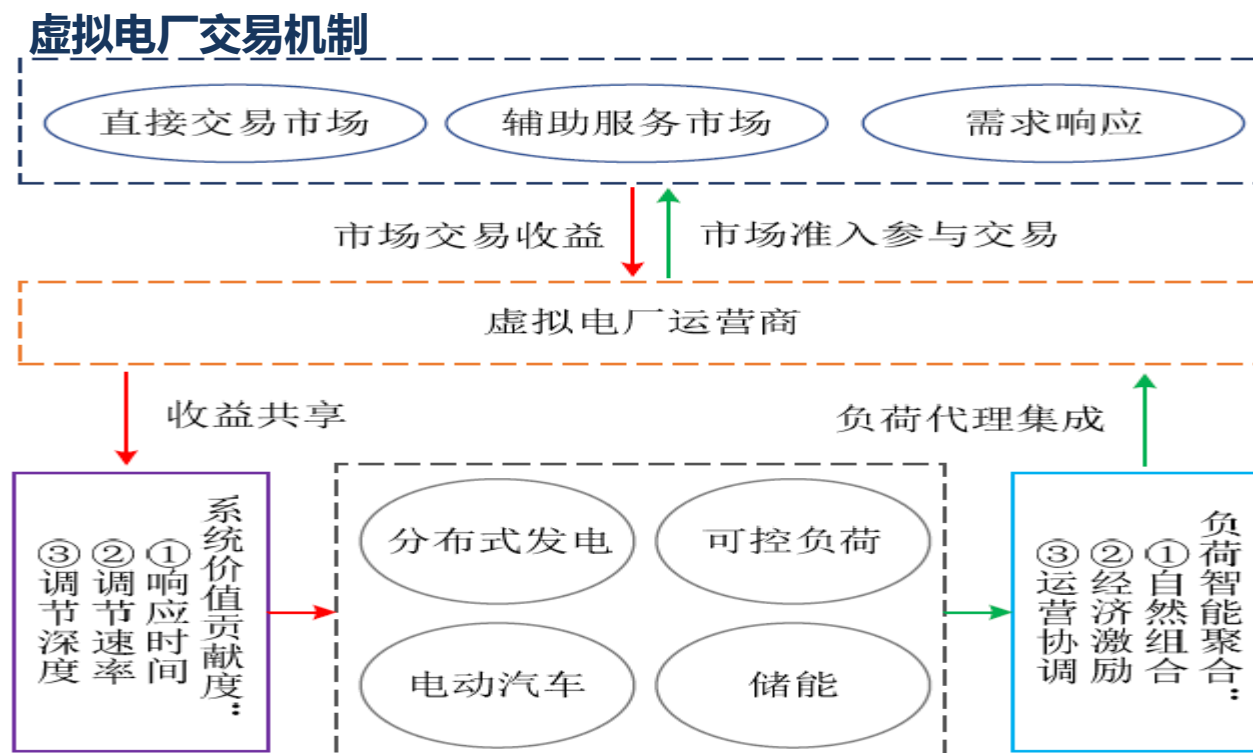 虚拟电厂交易机制
直接交易市场
辅助服务市场
需求响应
市场交易收益
市场准入参与交易
虚拟电厂运营商
收益共享
负荷代理集成
系统价值贡献度：
①响应时间
②调节速率
③调节深度
分布式发电
可控负荷
电动汽车
储能
负荷智能聚合：
①自然组合
②经济激励
③运营协调